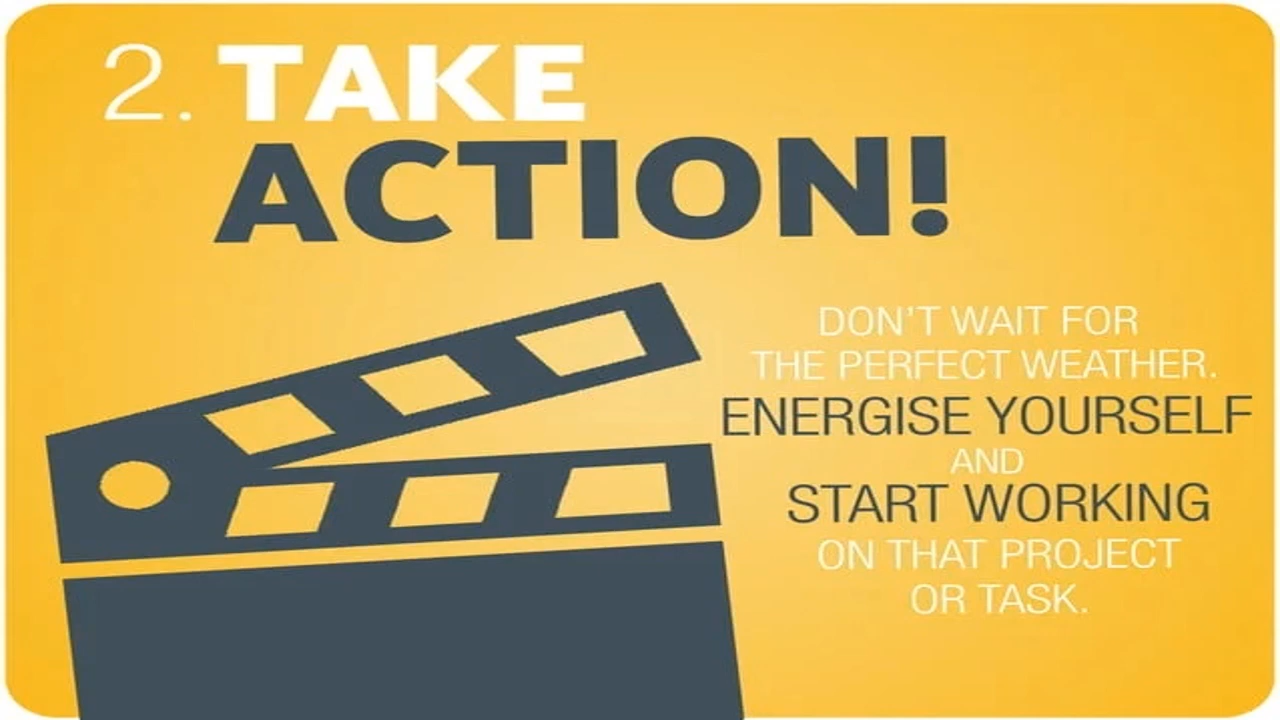 2. TAKE
ACTION!
DON'T WAIT FOR
THE PERFECT WEATHER.
ENERGISE YOURSELF
AND
START WORKING
ON THAT PROJECT
OR TASK.